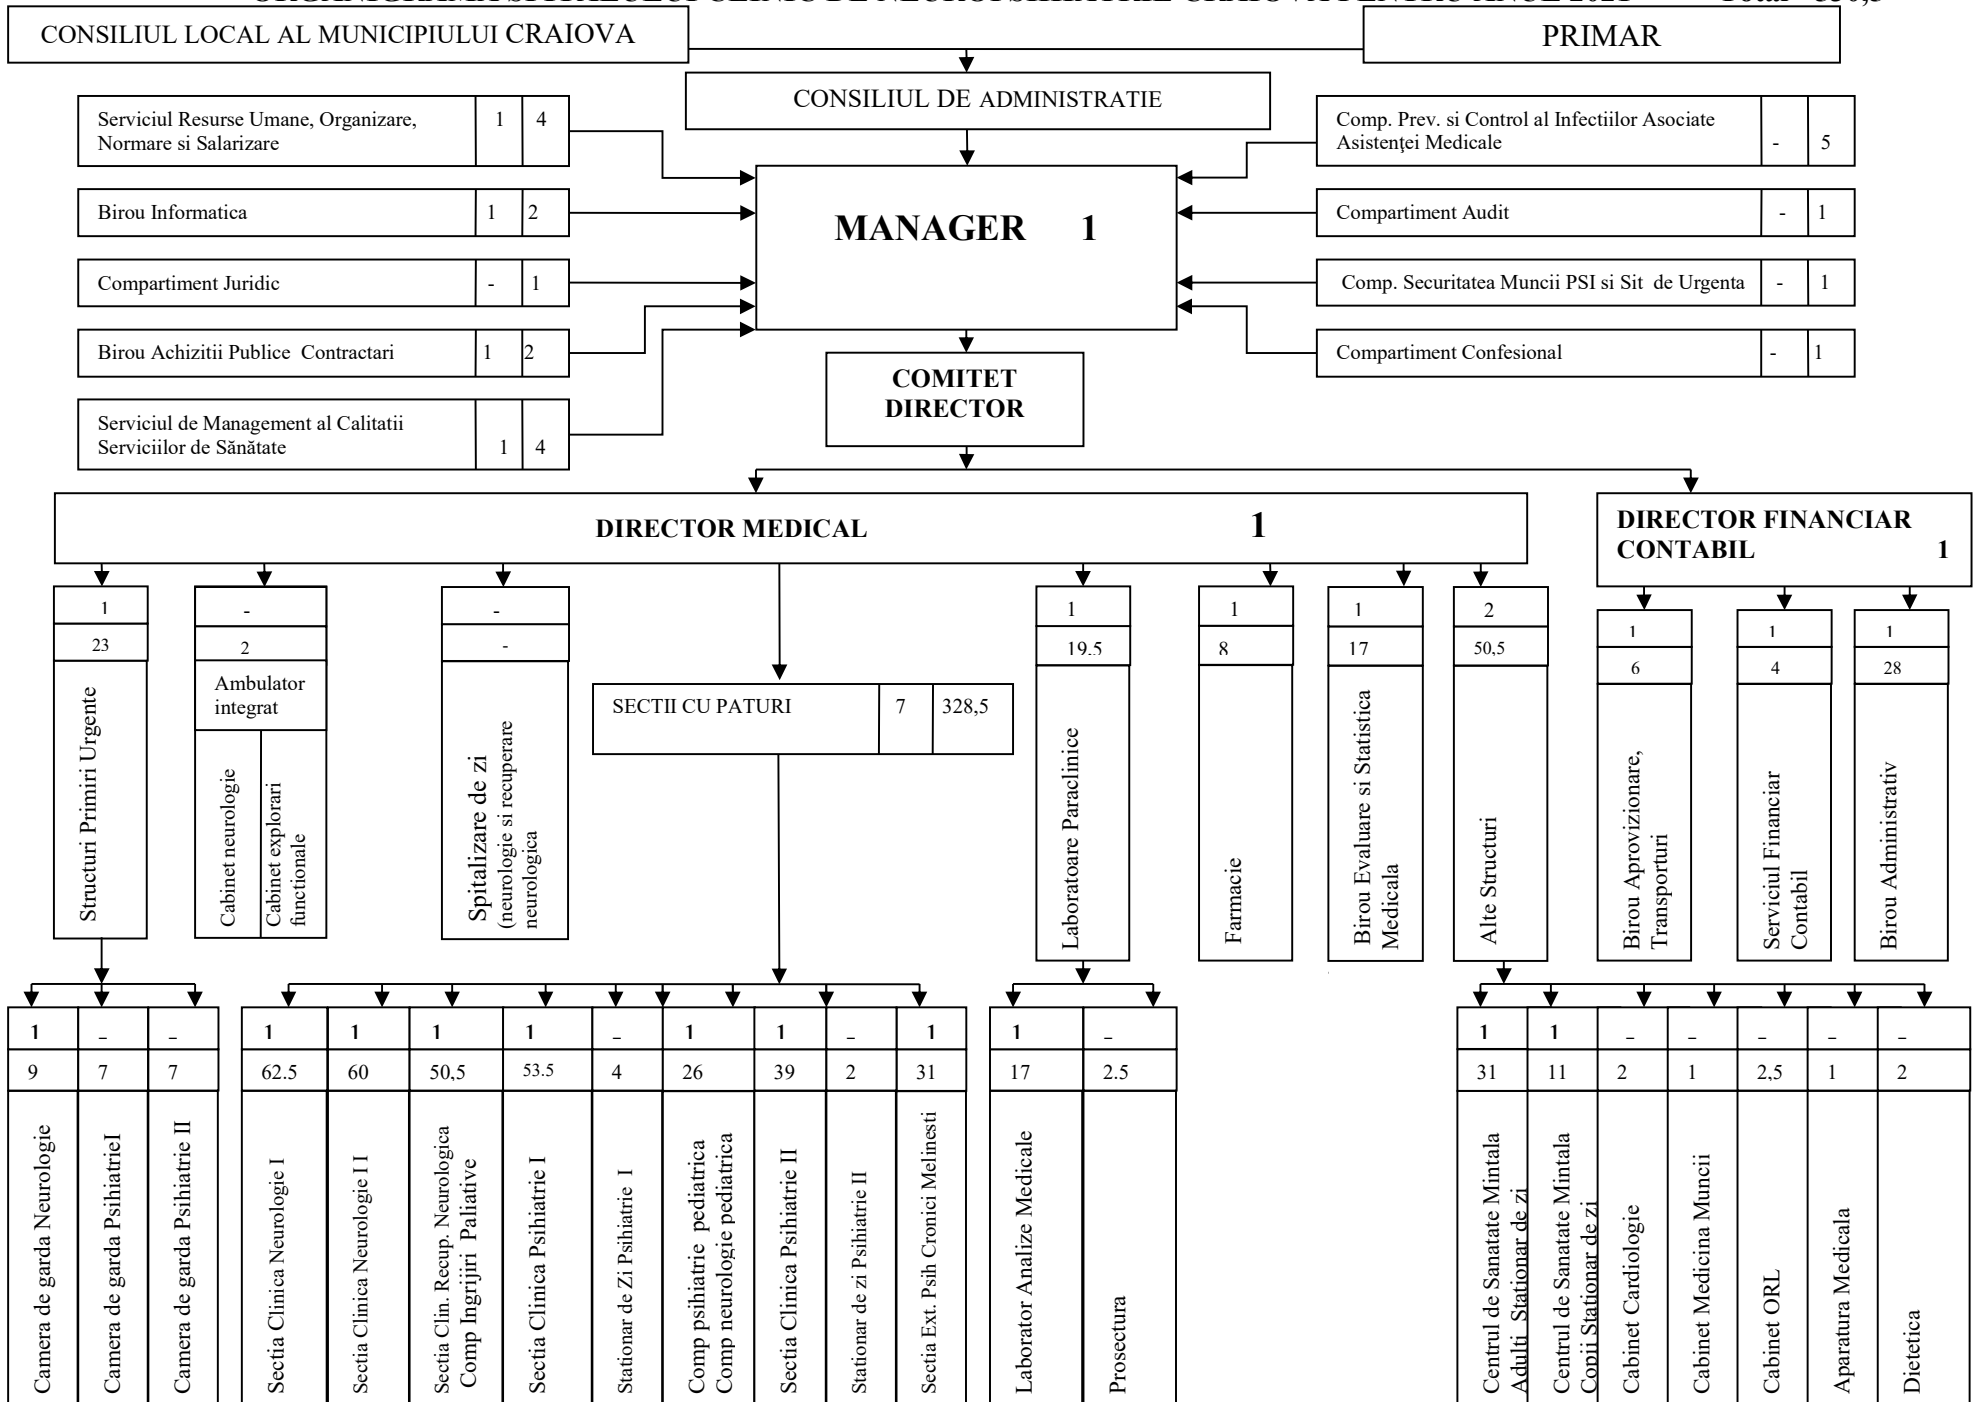 ORGANIGRAMA SPITALULUI CLINIC DE NEUROPSIHIATRIE CRAIOVA PENTRU ANUL 2021
CONSILIUL LOCAL AL MUNICIPIULUI CRAIOVA
PRIMAR
CONSILIUL DE ADMINISTRATIE
Serviciul Resurse Umane, Organizare,
Normare si Salarizare
1 4
Birou Informatica 1 2
Compartiment Juridic - 1
Birou Achizitii Publice Contractari 1 2
Serviciul de Management al Calitatii
Serviciilor de Sănătate 1 4
MANAGER 1
Comp. Prev. si Control al Infectiilor Asociate
Asistenţei Medicale - 5
Compartiment Audit - 1
Comp. Securitatea Muncii PSI si Sit de Urgenta - 1
Compartiment Confesional - 1
COMITET
DIRECTOR
DIRECTOR MEDICAL 1
DIRECTOR FINANCIAR
CONTABIL 1
1
23
Structuri Primiri Urgente
-
2
Ambulator
integrat
Cabinet neurologie
Cabinet explorari
functionale
-
-
Spitalizare de zi
(neurologie si recuperare
neurologica
SECTII CU PATURI 7 328,5
1
19.5
Laboratoare Paraclinice
1
8
Farmacie
1
17
Birou Evaluare si Statistica
Medicala
2
50,5
Alte Structuri
1
6
Birou Aprovizionare,
Transporturi
1
4
Serviciul Financiar
Contabil
1
28
Birou Administrativ
1
9
Camera de garda Neurologie
-
7
Camera de garda PsihiatrieI
-
7
Camera de garda Psihiatrie II
1
62.5
Sectia Clinica Neurologie I
1
60
Sectia Clinica Neurologie I I
1
50,5
Sectia Clin. Recup. Neurologica
Comp Ingrijiri Paliative
1
53.5
Sectia Clinica Psihiatrie I
-
4
Stationar de Zi Psihiatrie I
1
26
Comp psihiatrie pediatrica
Comp neurologie pediatrica
1
39
Sectia Clinica Psihiatrie II
-
2
Stationar de zi Psihiatrie II
1
31
Sectia Ext. Psih Cronici Melinesti
1
17
Laborator Analize Medicale
-
2.5
Prosectura
1
31
Centrul de Sanatate Mintala
Adulti Stationar de zi
1
11
Centrul de Sanatate Mintala
Copii Stationar de zi
-
2
Cabinet Cardiologie
-
1
Cabinet Medicina Muncii
-
2,5
Cabinet ORL
-
1
Aparatura Medicala
-
2
Dietetica